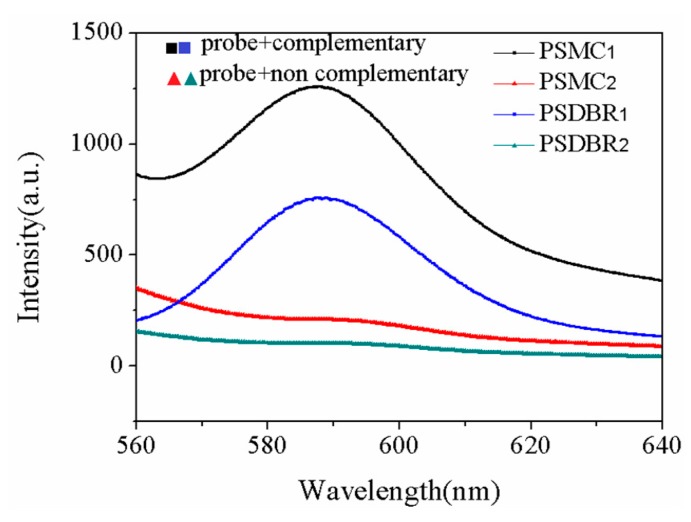 1500
1000
500
0
Intensity(a.u.)
probe+complementary
probe+non complementary
PSMC1
PSMC2
PSDBR1
PSDBR2
560 580 600 620 640
Wavelength(nm)